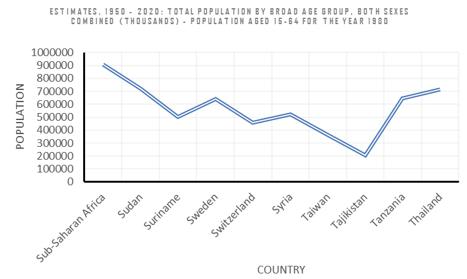 ESTIMATES, 1950 - 2020: TOTAL POPULATION BY BROAD AGE GROUP, BOTH SEXES
COMBINED (THOUSANDS) - POPULATION AGED 15-64 FOR THE YEAR 1980
1000000
900000
800000
700000
600000
500000
400000
300000
200000
100000
0
POPULATION
Sub-Saharan Africa
Sudan
Suriname
Sweden
Switzerland
Syria
Taiwan
Tajikistan
Tanzania
Thailand
COUNTRY